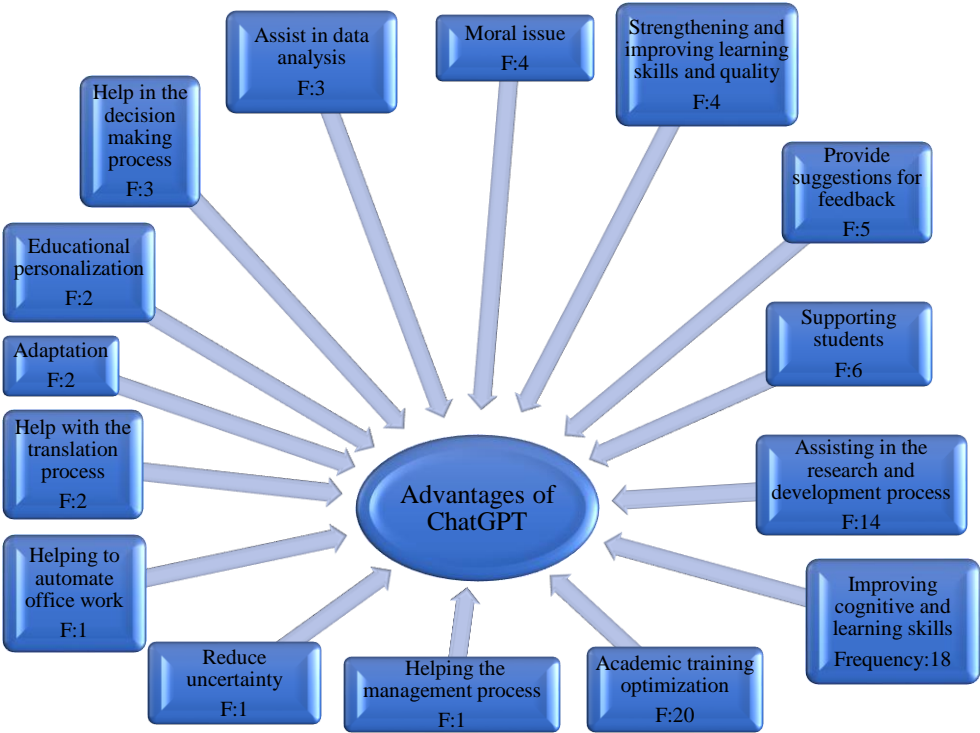 Assist in data
analysis
F:3
Moral issue
F:4
Strengthening and
improving learning
skills and quality
F:4
Help in the
decision
making
process
F:3
Provide
suggestions for
feedback
F:5
Educational
personalization
F:2
Supporting
students
F:6
Adaptation
F:2
Help with the
translation
process
F:2
Advantages of
ChatGPT
Assisting in the
research and
development process
F:14
Helping to
automate
office work
F:1
Improving
cognitive and
learning skills
Frequency:18
Reduce
uncertainty
F:1
Helping the
management process
F:1
Academic training
optimization
F:20